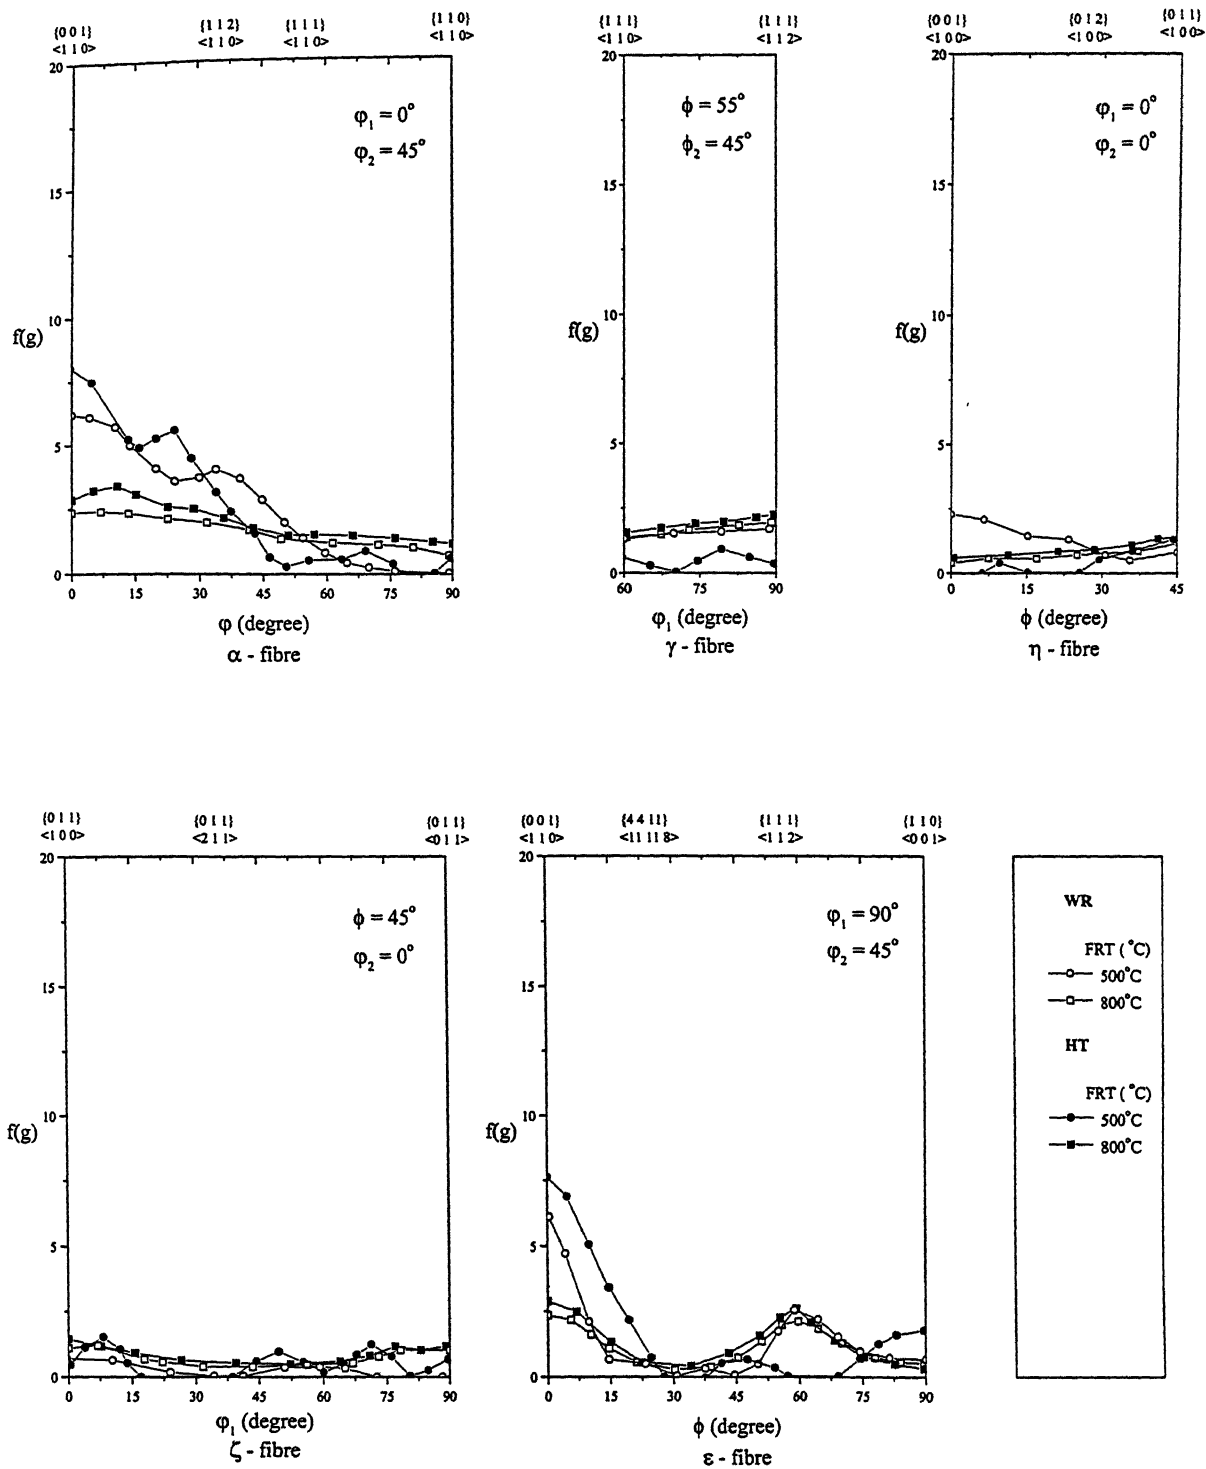 {0 0 1} {1 1 2} {1 1 1} {1 1 0}
<1 1 0> <1 1 0> <1 1 0> <1 1 0>
20
15
10
5
0
f(g)
φ₁ = 0°
φ₂ = 45°
0 15 30 45 60 75 90
φ (degree)
α - fibre
{1 1 1} {1 1 1}
<1 1 0> <1 1 2>
20
15
10
5
0
f(g)
ϕ = 55°
ϕ₂ = 45°
60 75 90
φ₁ (degree)
γ - fibre
{0 0 1} {0 1 2} {0 1 1}
<1 0 0> <1 0 0> <1 0 0>
20
15
10
5
0
f(g)
φ₁ = 0°
φ₂ = 0°
0 15 30 45
ϕ (degree)
η - fibre
{0 1 1} {0 1 1} {0 1 1}
<1 0 0> <2 1 1> <0 1 1>
20
15
10
5
0
f(g)
ϕ = 45°
φ₂ = 0°
0 15 30 45 60 75 90
φ₁ (degree)
ζ - fibre
{0 0 1} {4 4 11} {1 1 1} {1 1 0}
<1 1 0> <11 11 8> <1 1 2> <0 0 1>
20
15
10
5
0
f(g)
φ₁ = 90°
φ₂ = 45°
0 15 30 45 60 75 90
ϕ (degree)
ε - fibre
WR
FRT (°C)
500°C
800°C
HT
FRT (°C)
500°C
800°C